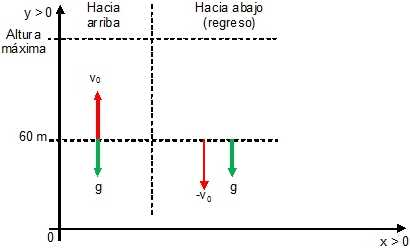 y > 0
Hacia
arriba
Hacia abajo
(regreso)
Altura
máxima
v₀
60 m
g
-v₀
g
0
x > 0